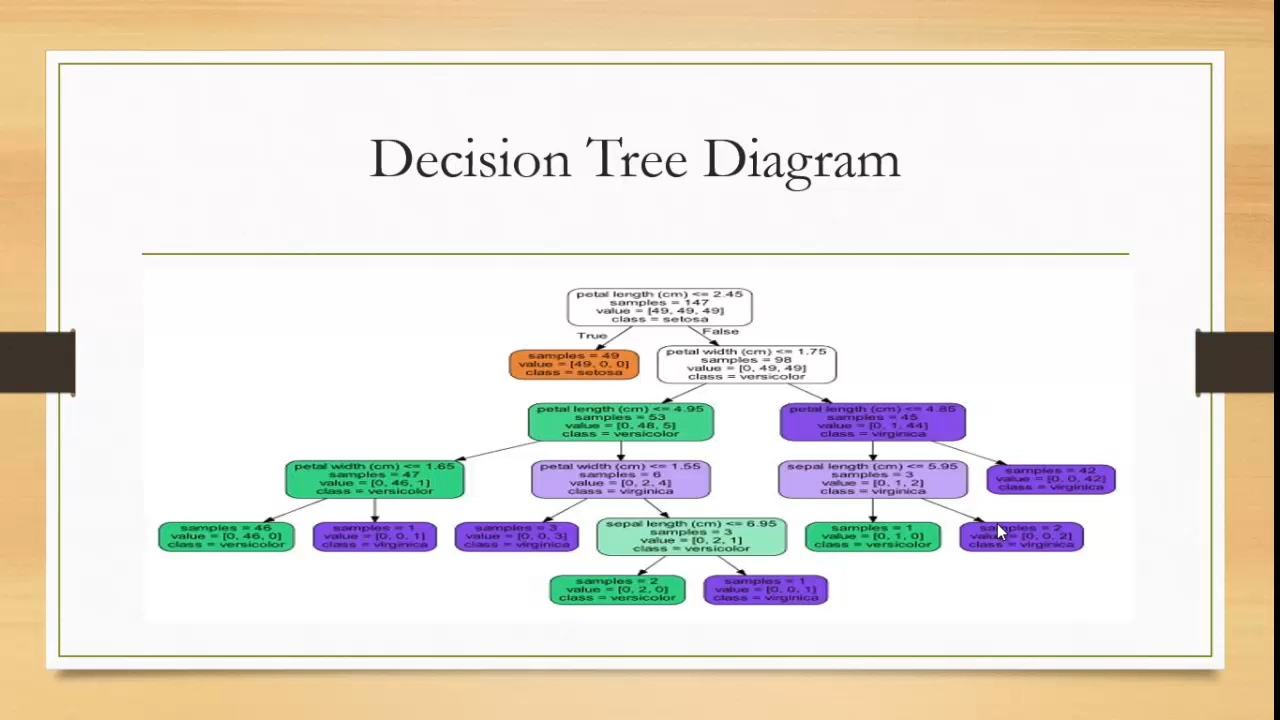 Decision Tree Diagram
petal length (cm) <= 2.45
samples = 147
value = [49, 49, 49]
class = setosa
True
False
samples = 49
value = [49, 0, 0]
class = setosa
petal width (cm) <= 1.75
samples = 98
value = [0, 49, 49]
class = versicolor
petal length (cm) <= 4.95
samples = 53
value = [0, 48, 5]
class = versicolor
petal length (cm) <= 4.85
samples = 45
value = [0, 1, 44]
class = virginica
petal width (cm) <= 1.65
samples = 47
value = [0, 46, 1]
class = versicolor
petal width (cm) <= 1.55
samples = 6
value = [0, 2, 4]
class = virginica
sepal length (cm) <= 5.95
samples = 3
value = [0, 1, 2]
class = virginica
samples = 42
value = [0, 0, 42]
class = virginica
samples = 46
value = [0, 46, 0]
class = versicolor
samples = 1
value = [0, 0, 1]
class = virginica
samples = 3
value = [0, 0, 3]
class = virginica
sepal length (cm) <= 6.95
samples = 3
value = [0, 2, 1]
class = versicolor
samples = 1
value = [0, 1, 0]
class = versicolor
samples = 2
value = [0, 0, 2]
class = virginica
samples = 2
value = [0, 2, 0]
class = versicolor
samples = 1
value = [0, 0, 1]
class = virginica